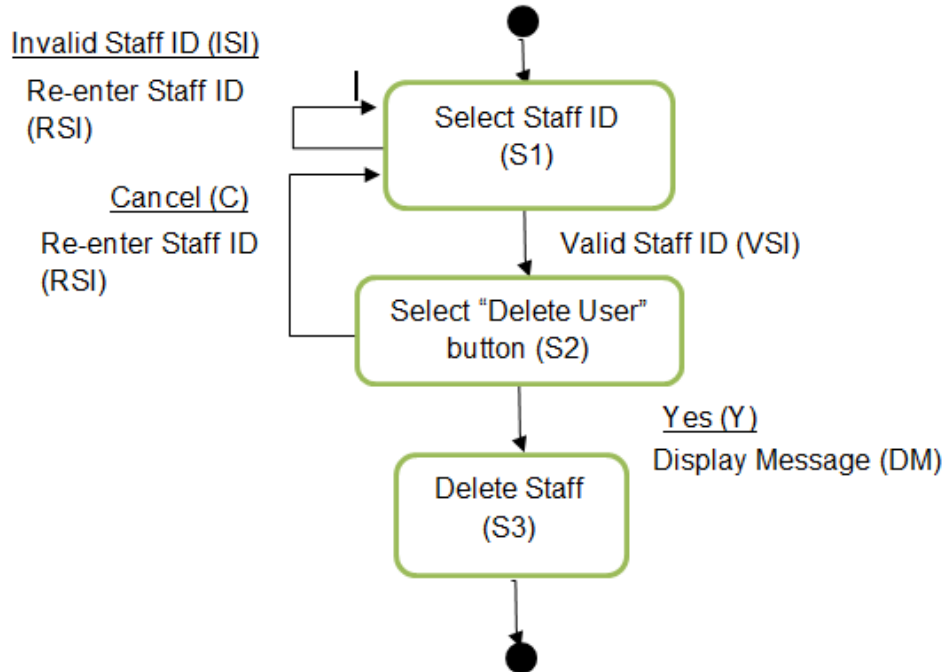 Invalid Staff ID (ISI)
Re-enter Staff ID
(RSI)
Select Staff ID
(S1)
Cancel (C)
Re-enter Staff ID
(RSI)
Valid Staff ID (VSI)
Select “Delete User”
button (S2)
Yes (Y)
Display Message (DM)
Delete Staff
(S3)